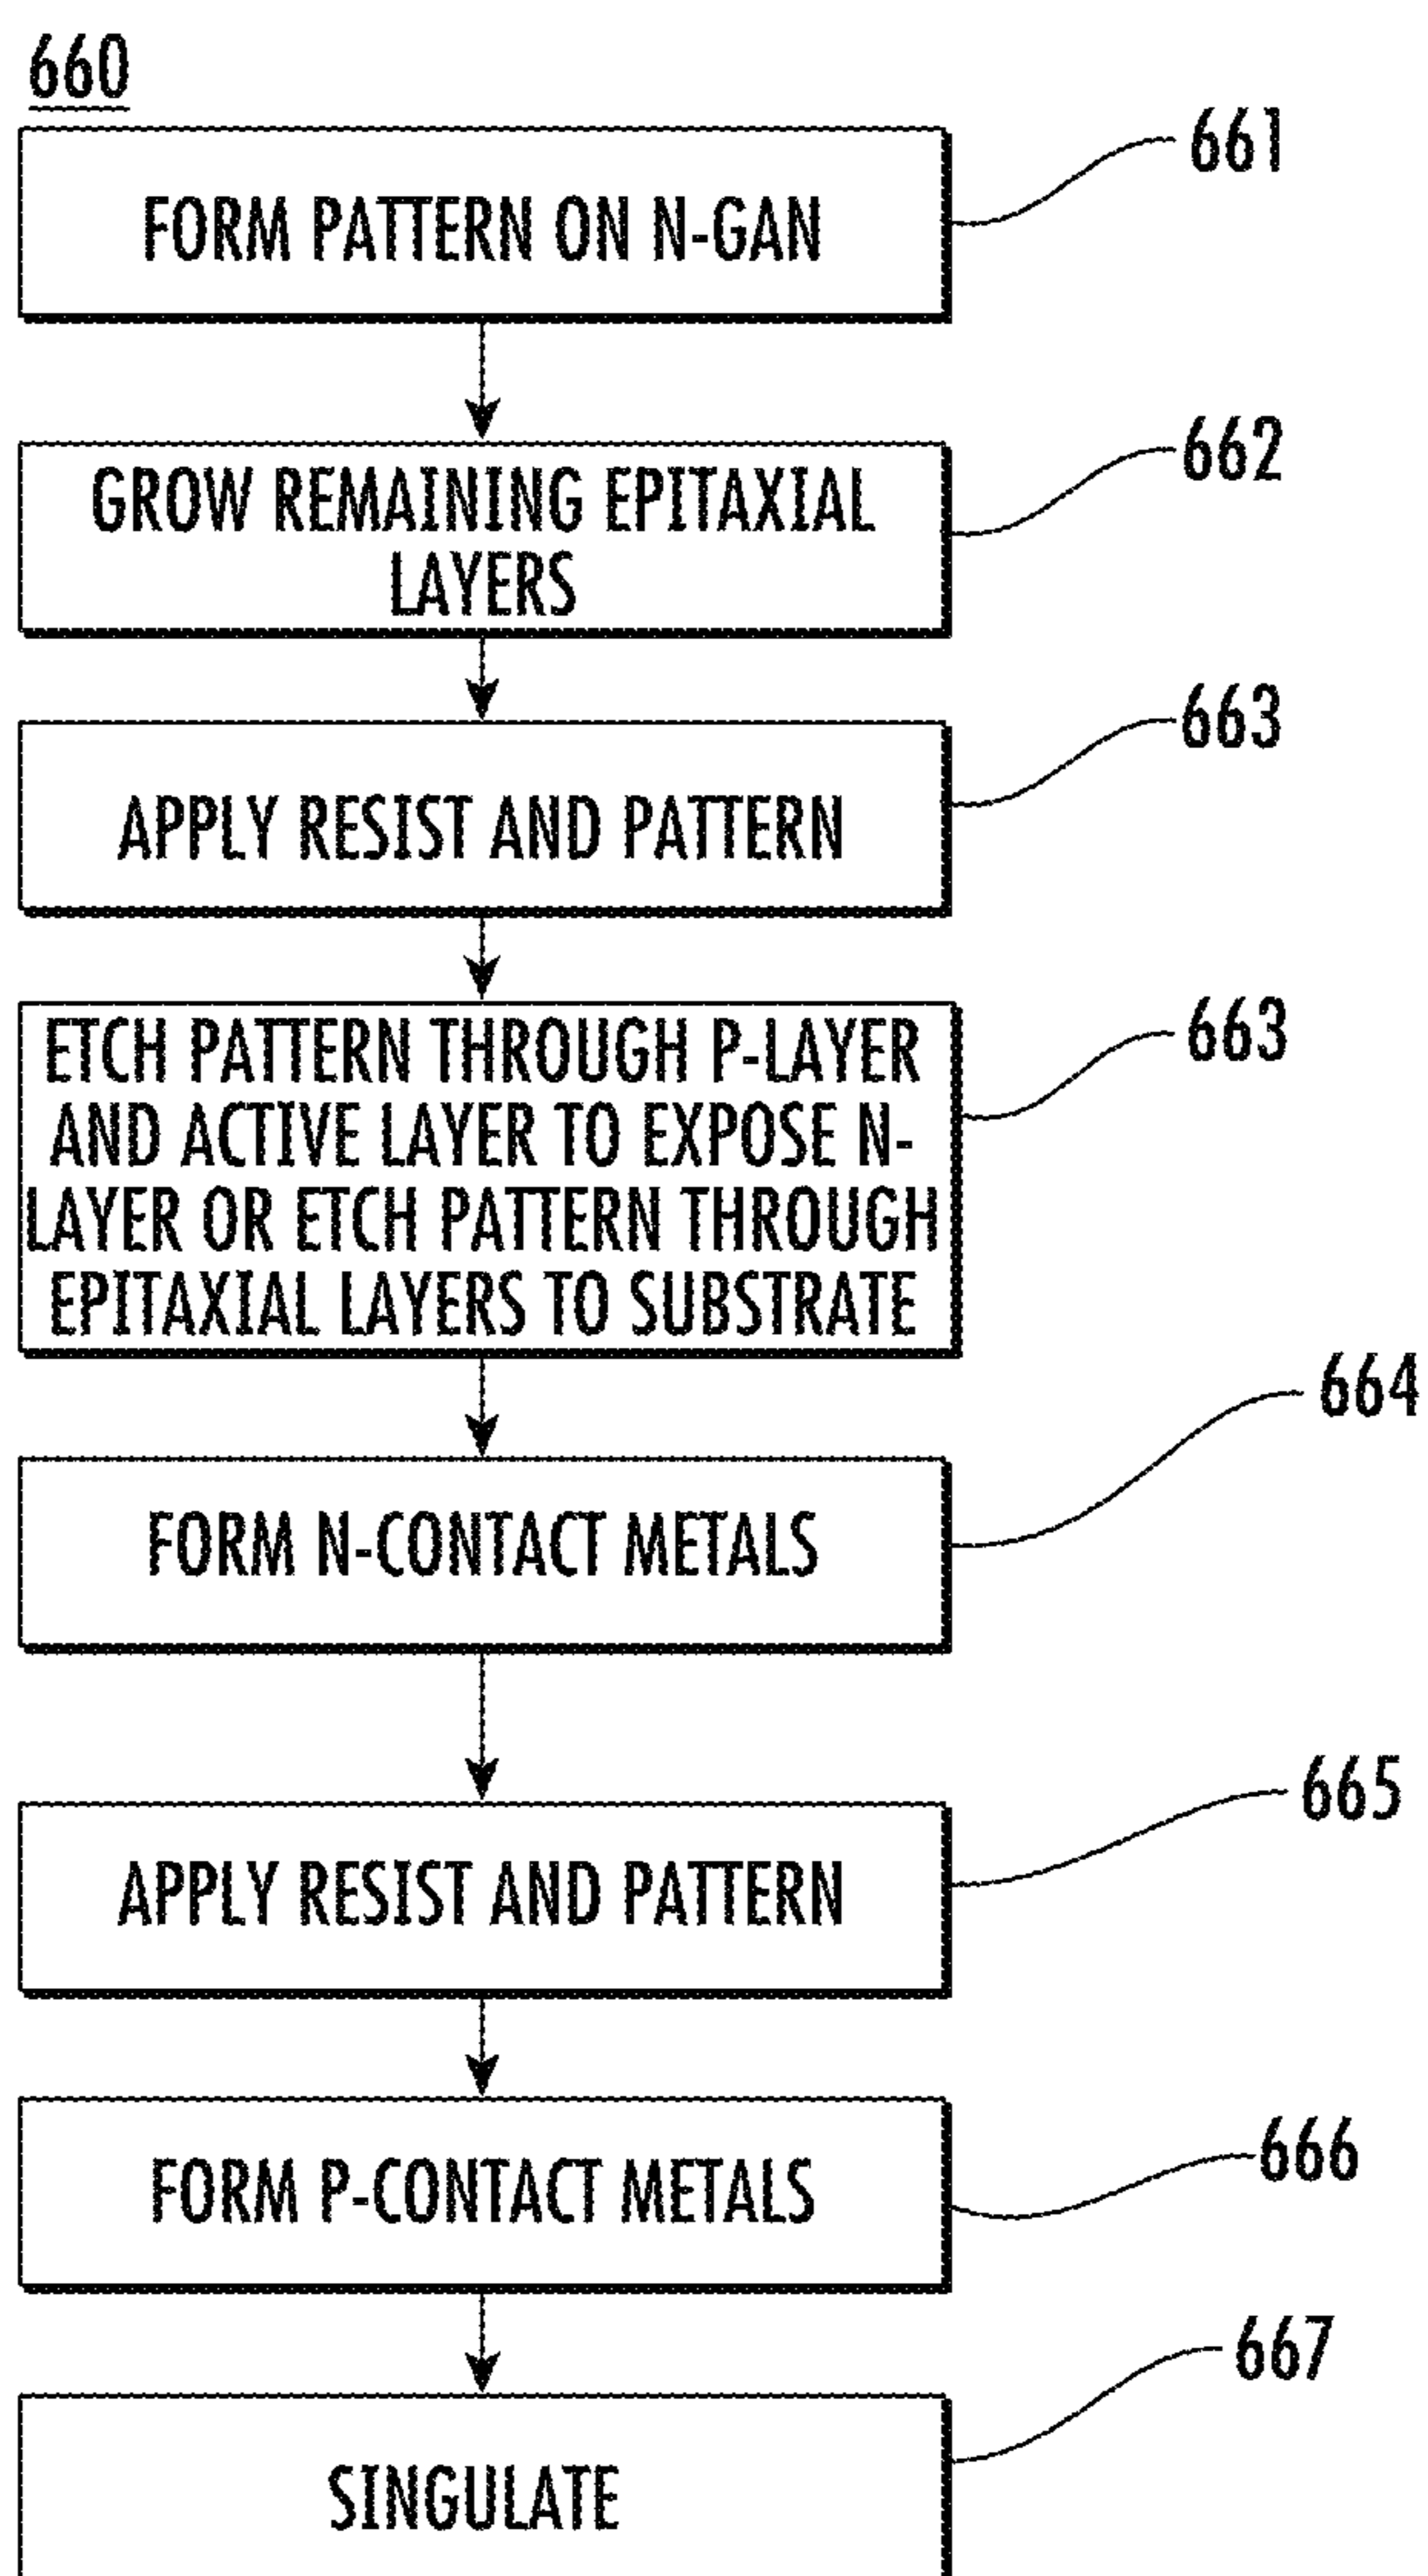 660
661
FORM PATTERN ON N-GAN
662
GROW REMAINING EPITAXIAL
LAYERS
663
APPLY RESIST AND PATTERN
663
ETCH PATTERN THROUGH P-LAYER
AND ACTIVE LAYER TO EXPOSE N-
LAYER OR ETCH PATTERN THROUGH
EPITAXIAL LAYERS TO SUBSTRATE
664
FORM N-CONTACT METALS
665
APPLY RESIST AND PATTERN
666
FORM P-CONTACT METALS
667
SINGULATE